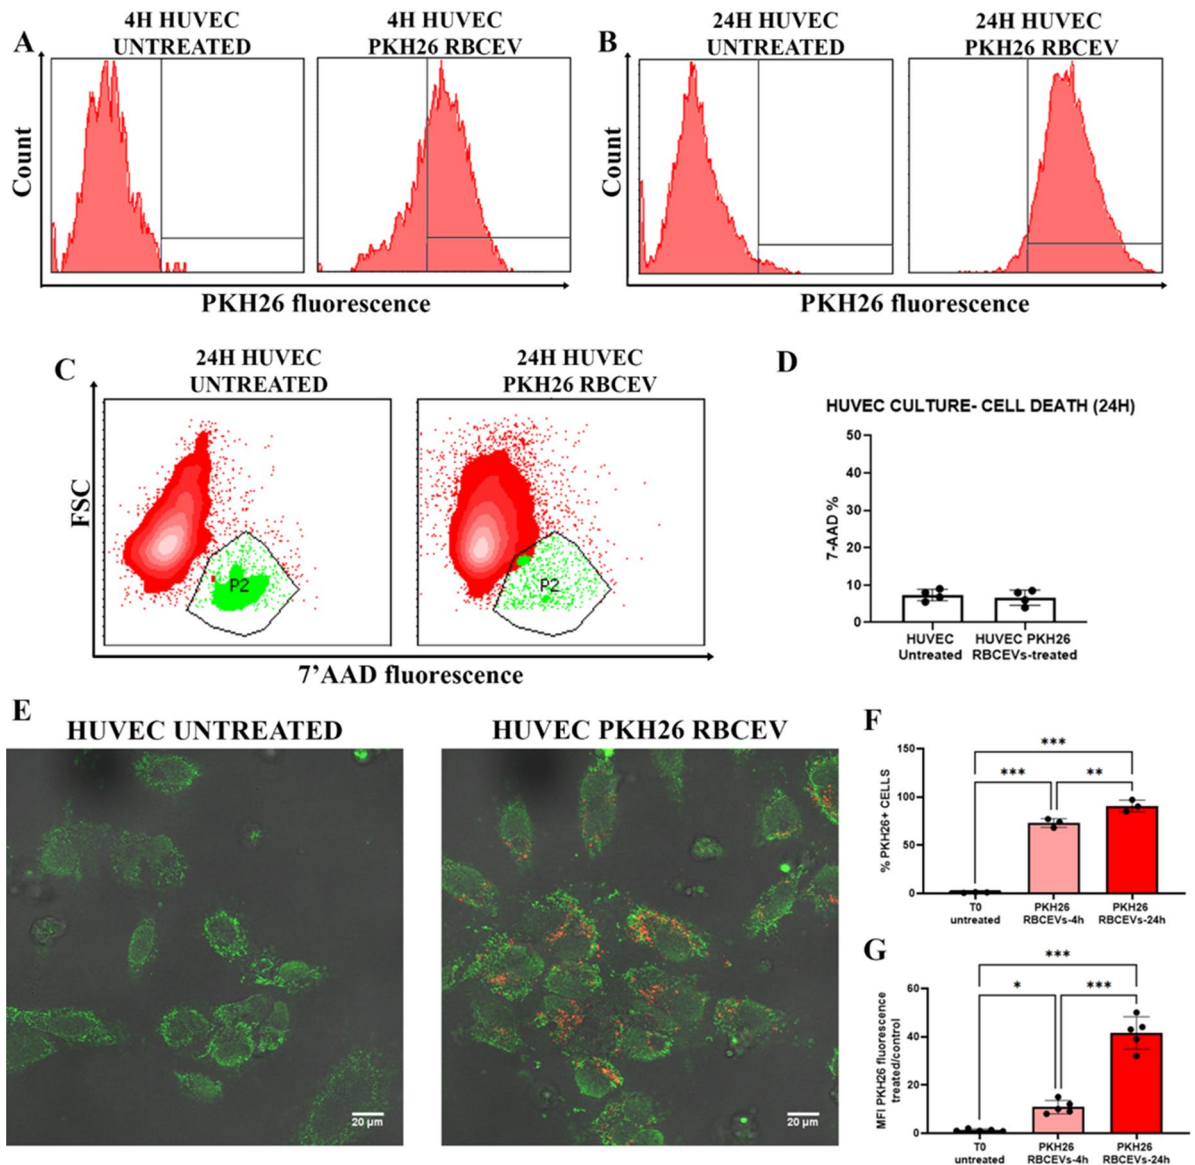 A
4H HUVEC
UNTREATED
4H HUVEC
PKH26 RBCEV
Count
PKH26 fluorescence
B
24H HUVEC
UNTREATED
24H HUVEC
PKH26 RBCEV
Count
PKH26 fluorescence
C
24H HUVEC
UNTREATED
24H HUVEC
PKH26 RBCEV
FSC
P2
P2
7'AAD fluorescence
D
HUVEC CULTURE- CELL DEATH (24H)
7-AAD %
50
40
30
20
10
0
HUVEC
Untreated
HUVEC PKH26
RBCEVs-treated
E
HUVEC UNTREATED
HUVEC PKH26 RBCEV
20 µm
20 µm
F
% PKH26+ CELLS
150
100
50
0
***
***
**
T0
untreated
PKH26
RBCEVs-4h
PKH26
RBCEVs-24h
G
MFI PKH26 fluorescence
treated/control
60
40
20
0
***
*
***
T0
untreated
PKH26
RBCEVs-4h
PKH26
RBCEVs-24h